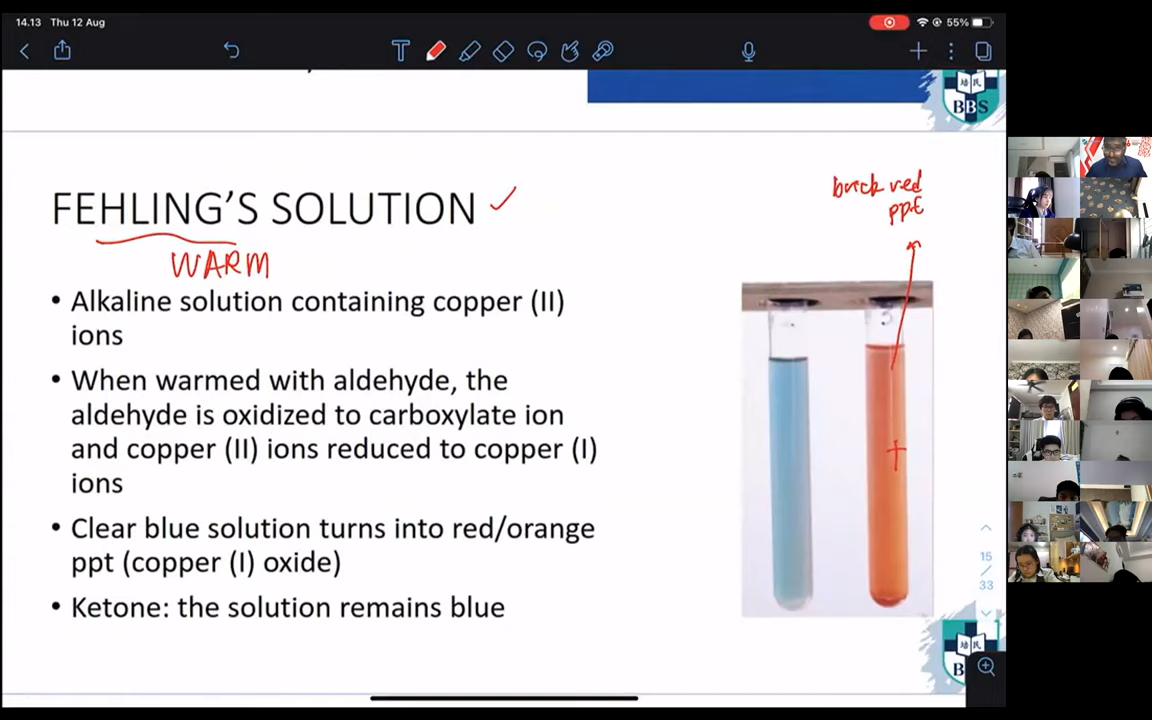 14.13 Thu 12 Aug
55%
BBS
FEHLING'S SOLUTION
WARM
brick red
ppt
• Alkaline solution containing copper (II)
ions
• When warmed with aldehyde, the
aldehyde is oxidized to carboxylate ion
and copper (II) ions reduced to copper (I)
ions
• Clear blue solution turns into red/orange
ppt (copper (I) oxide)
• Ketone: the solution remains blue
+
15
/
33
B